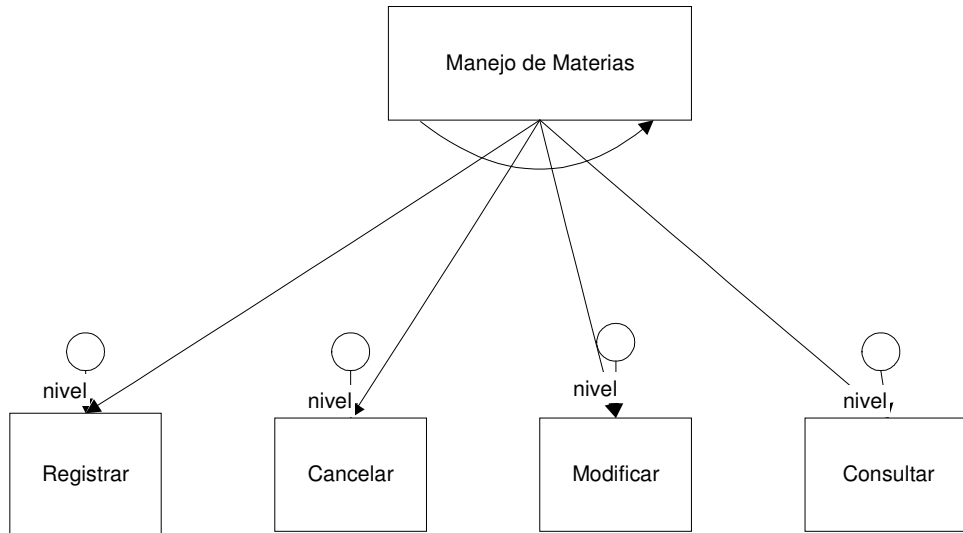 Manejo de Materias
nivel
nivel
nivel
nivel
Registrar
Cancelar
Modificar
Consultar